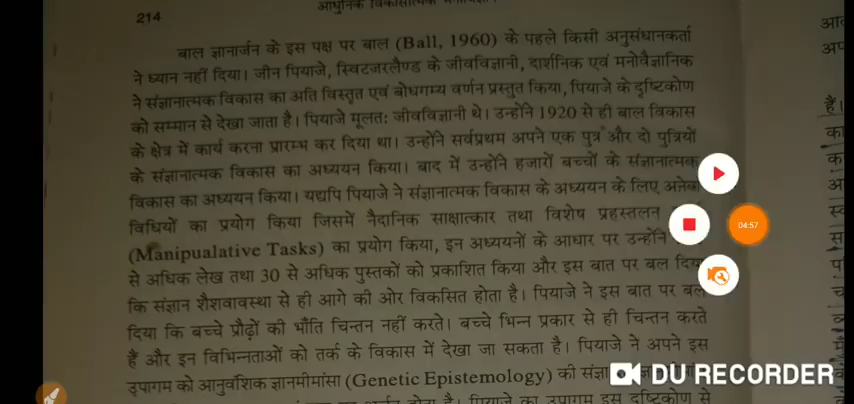 214
आधुनिक विकासात्मक
बाल ज्ञानार्जन के इस पक्ष पर बाल (Ball, 1960) के पहले किसी अनुसंधानकर्ता
ने ध्यान नहीं दिया। जीन पियाजे, स्विटजरलैण्ड के जीवविज्ञानी, दार्शनिक एवं मनोवैज्ञानिक
ने संज्ञानात्मक विकास का अति विस्तृत एवं बोधगम्य वर्णन प्रस्तुत किया, पियाजे के दृष्टिकोण
को सम्मान से देखा जाता है। पियाजे मूलतः जीवविज्ञानी थे। उन्होंने 1920 से ही बाल विकास
के क्षेत्र में कार्य करना प्रारम्भ कर दिया था। उन्होंने सर्वप्रथम अपने एक पुत्र और दो पुत्रियों
के संज्ञानात्मक विकास का अध्ययन किया। बाद में उन्होंने हजारों बच्चों के संज्ञानात्मक
विकास का अध्ययन किया। यद्यपि पियाजे ने संज्ञानात्मक विकास के अध्ययन के लिए अनेक
विधियों का प्रयोग किया जिसमें नैदानिक साक्षात्कार तथा विशेष प्रहस्तलन
(Manipualative Tasks) का प्रयोग किया, इन अध्ययनों के आधार पर उन्होंने
से अधिक लेख तथा 30 से अधिक पुस्तकों को प्रकाशित किया और इस बात पर बल दिया
कि संज्ञान शैशवावस्था से ही आगे की ओर विकसित होता है। पियाजे ने इस बात पर बल
दिया कि बच्चे प्रौढ़ों की भाँति चिन्तन नहीं करते। बच्चे भिन्न प्रकार से ही चिन्तन करते
हैं और इन विभिन्नताओं को तर्क के विकास में देखा जा सकता है। पियाजे ने अपने इस
उपागम को आनुवंशिक ज्ञानमीमांसा (Genetic Epistemology) की संज्ञा
है। पियाजे का उपागम इस दृष्टिकोण से
04:57
DU RECORDER